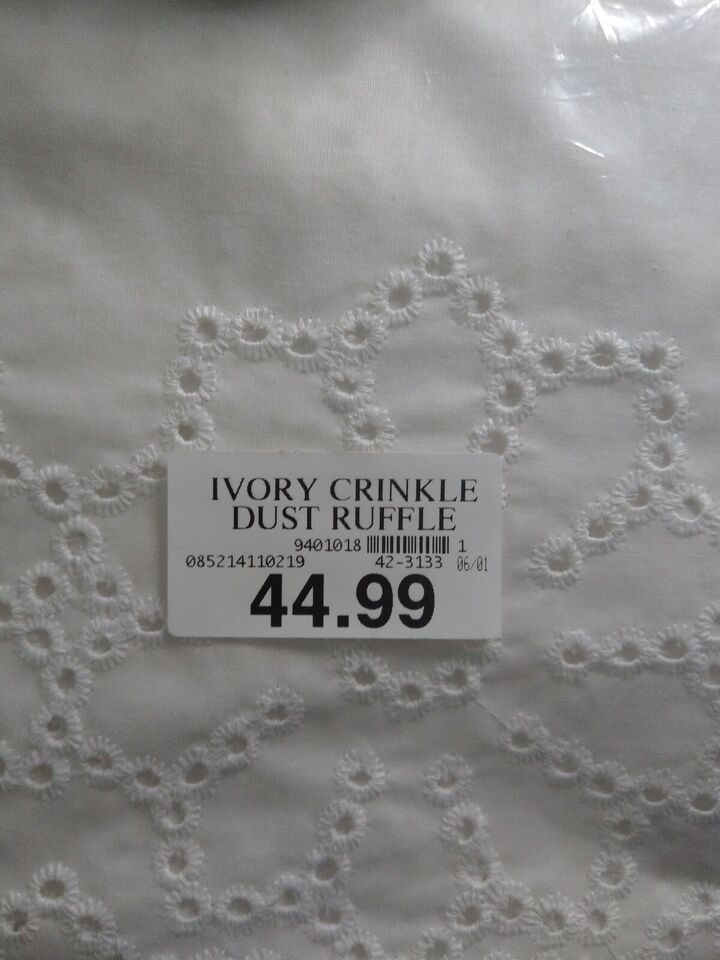 IVORY CRINKLE
DUST RUFFLE
9401018 1
085214110219 42-3133 06/01
44.99